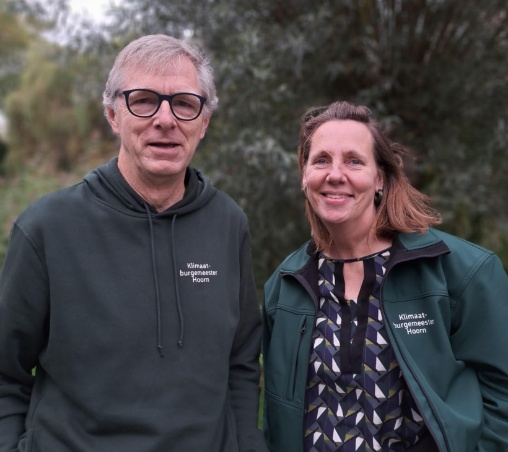 Klimaat-
burgemeester
Hoorn
Klimaat-
burgemeester
Hoorn